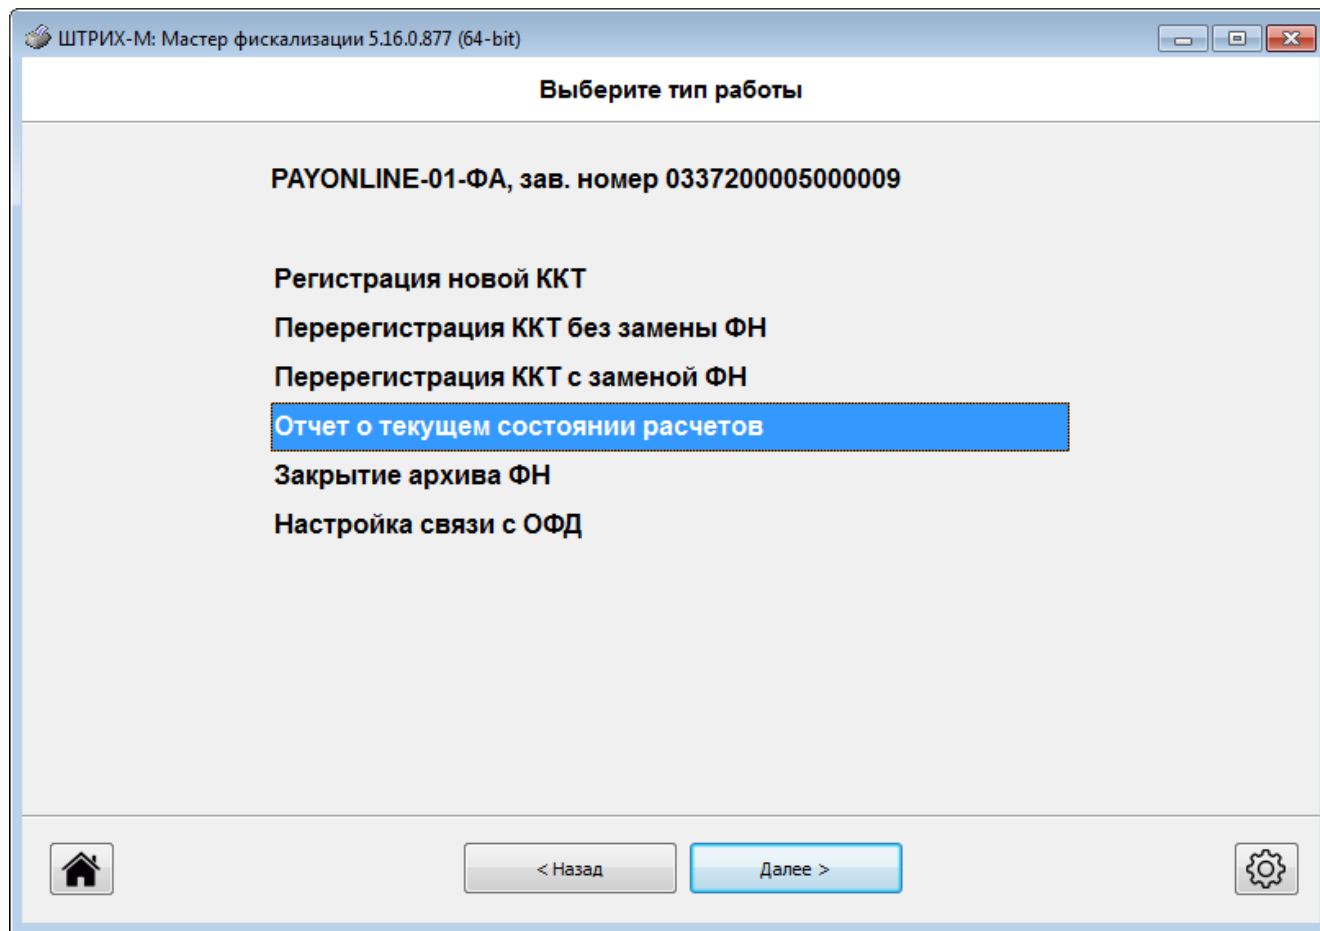 ШТРИХ-М: Мастер фискализации 5.16.0.877 (64-bit)
Выберите тип работы
PAYONLINE-01-ФА, зав. номер 0337200005000009
Регистрация новой ККТ
Перерегистрация ККТ без замены ФН
Перерегистрация ККТ с заменой ФН
Отчет о текущем состоянии расчетов
Закрытие архива ФН
Настройка связи с ОФД
< Назад
Далее >